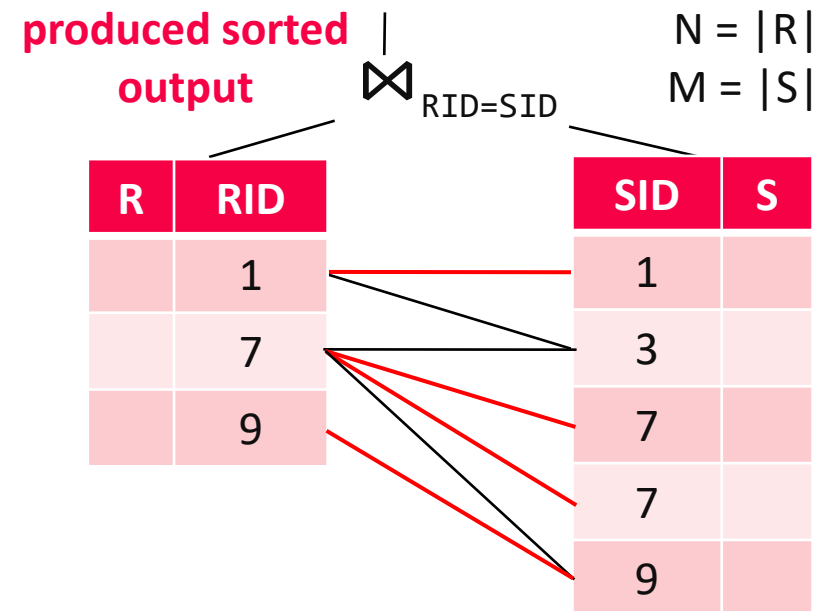 produced sorted
output
⋈ RID=SID
N = |R|
M = |S|
R RID
1
7
9
SID S
1
3
7
7
9